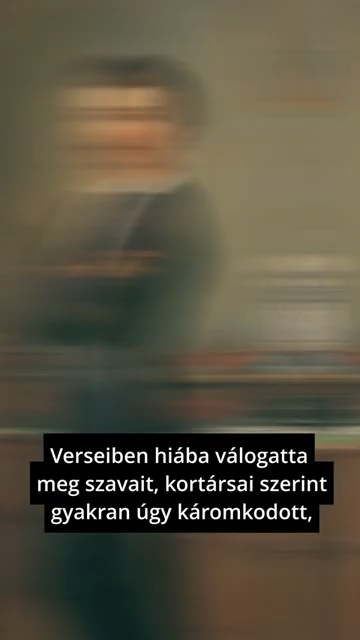 Verseiben hiába válogatta
meg szavait, kortársai szerint
gyakran úgy káromkodott,